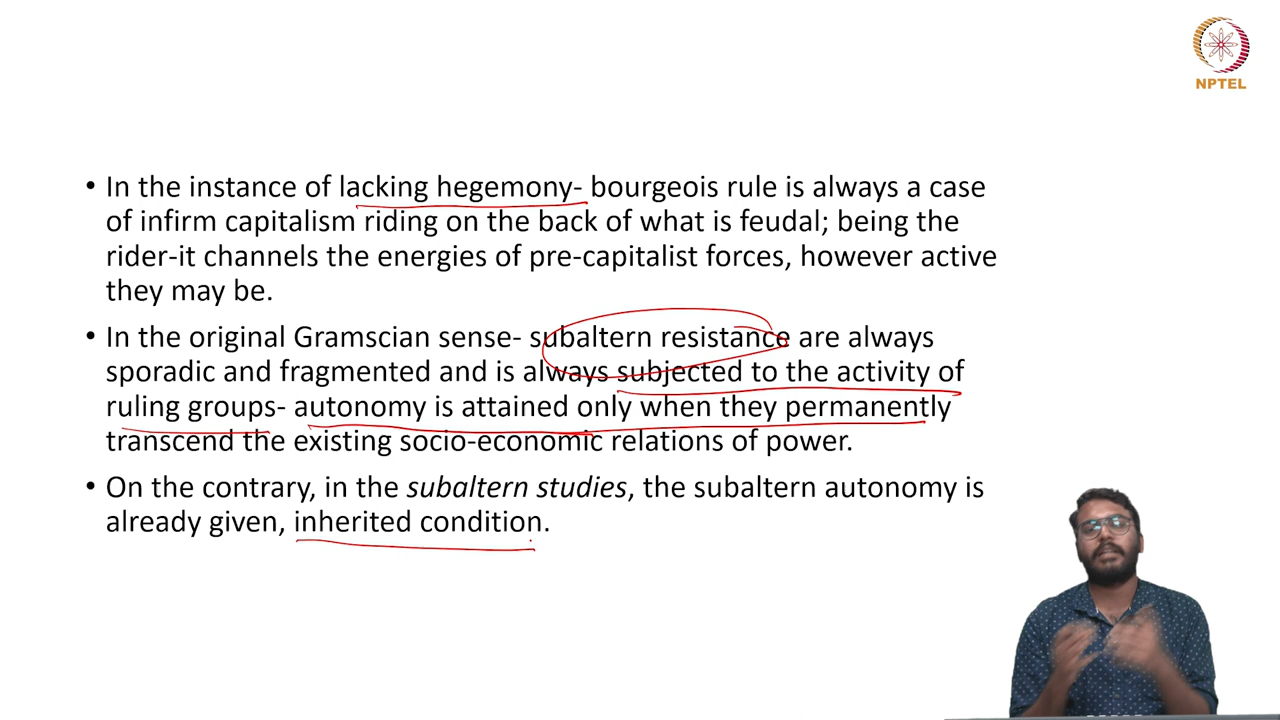 NPTEL
• In the instance of lacking hegemony- bourgeois rule is always a case
of infirm capitalism riding on the back of what is feudal; being the
rider-it channels the energies of pre-capitalist forces, however active
they may be.
• In the original Gramscian sense- subaltern resistance are always
sporadic and fragmented and is always subjected to the activity of
ruling groups- autonomy is attained only when they permanently
transcend the existing socio-economic relations of power.
• On the contrary, in the subaltern studies, the subaltern autonomy is
already given, inherited condition.